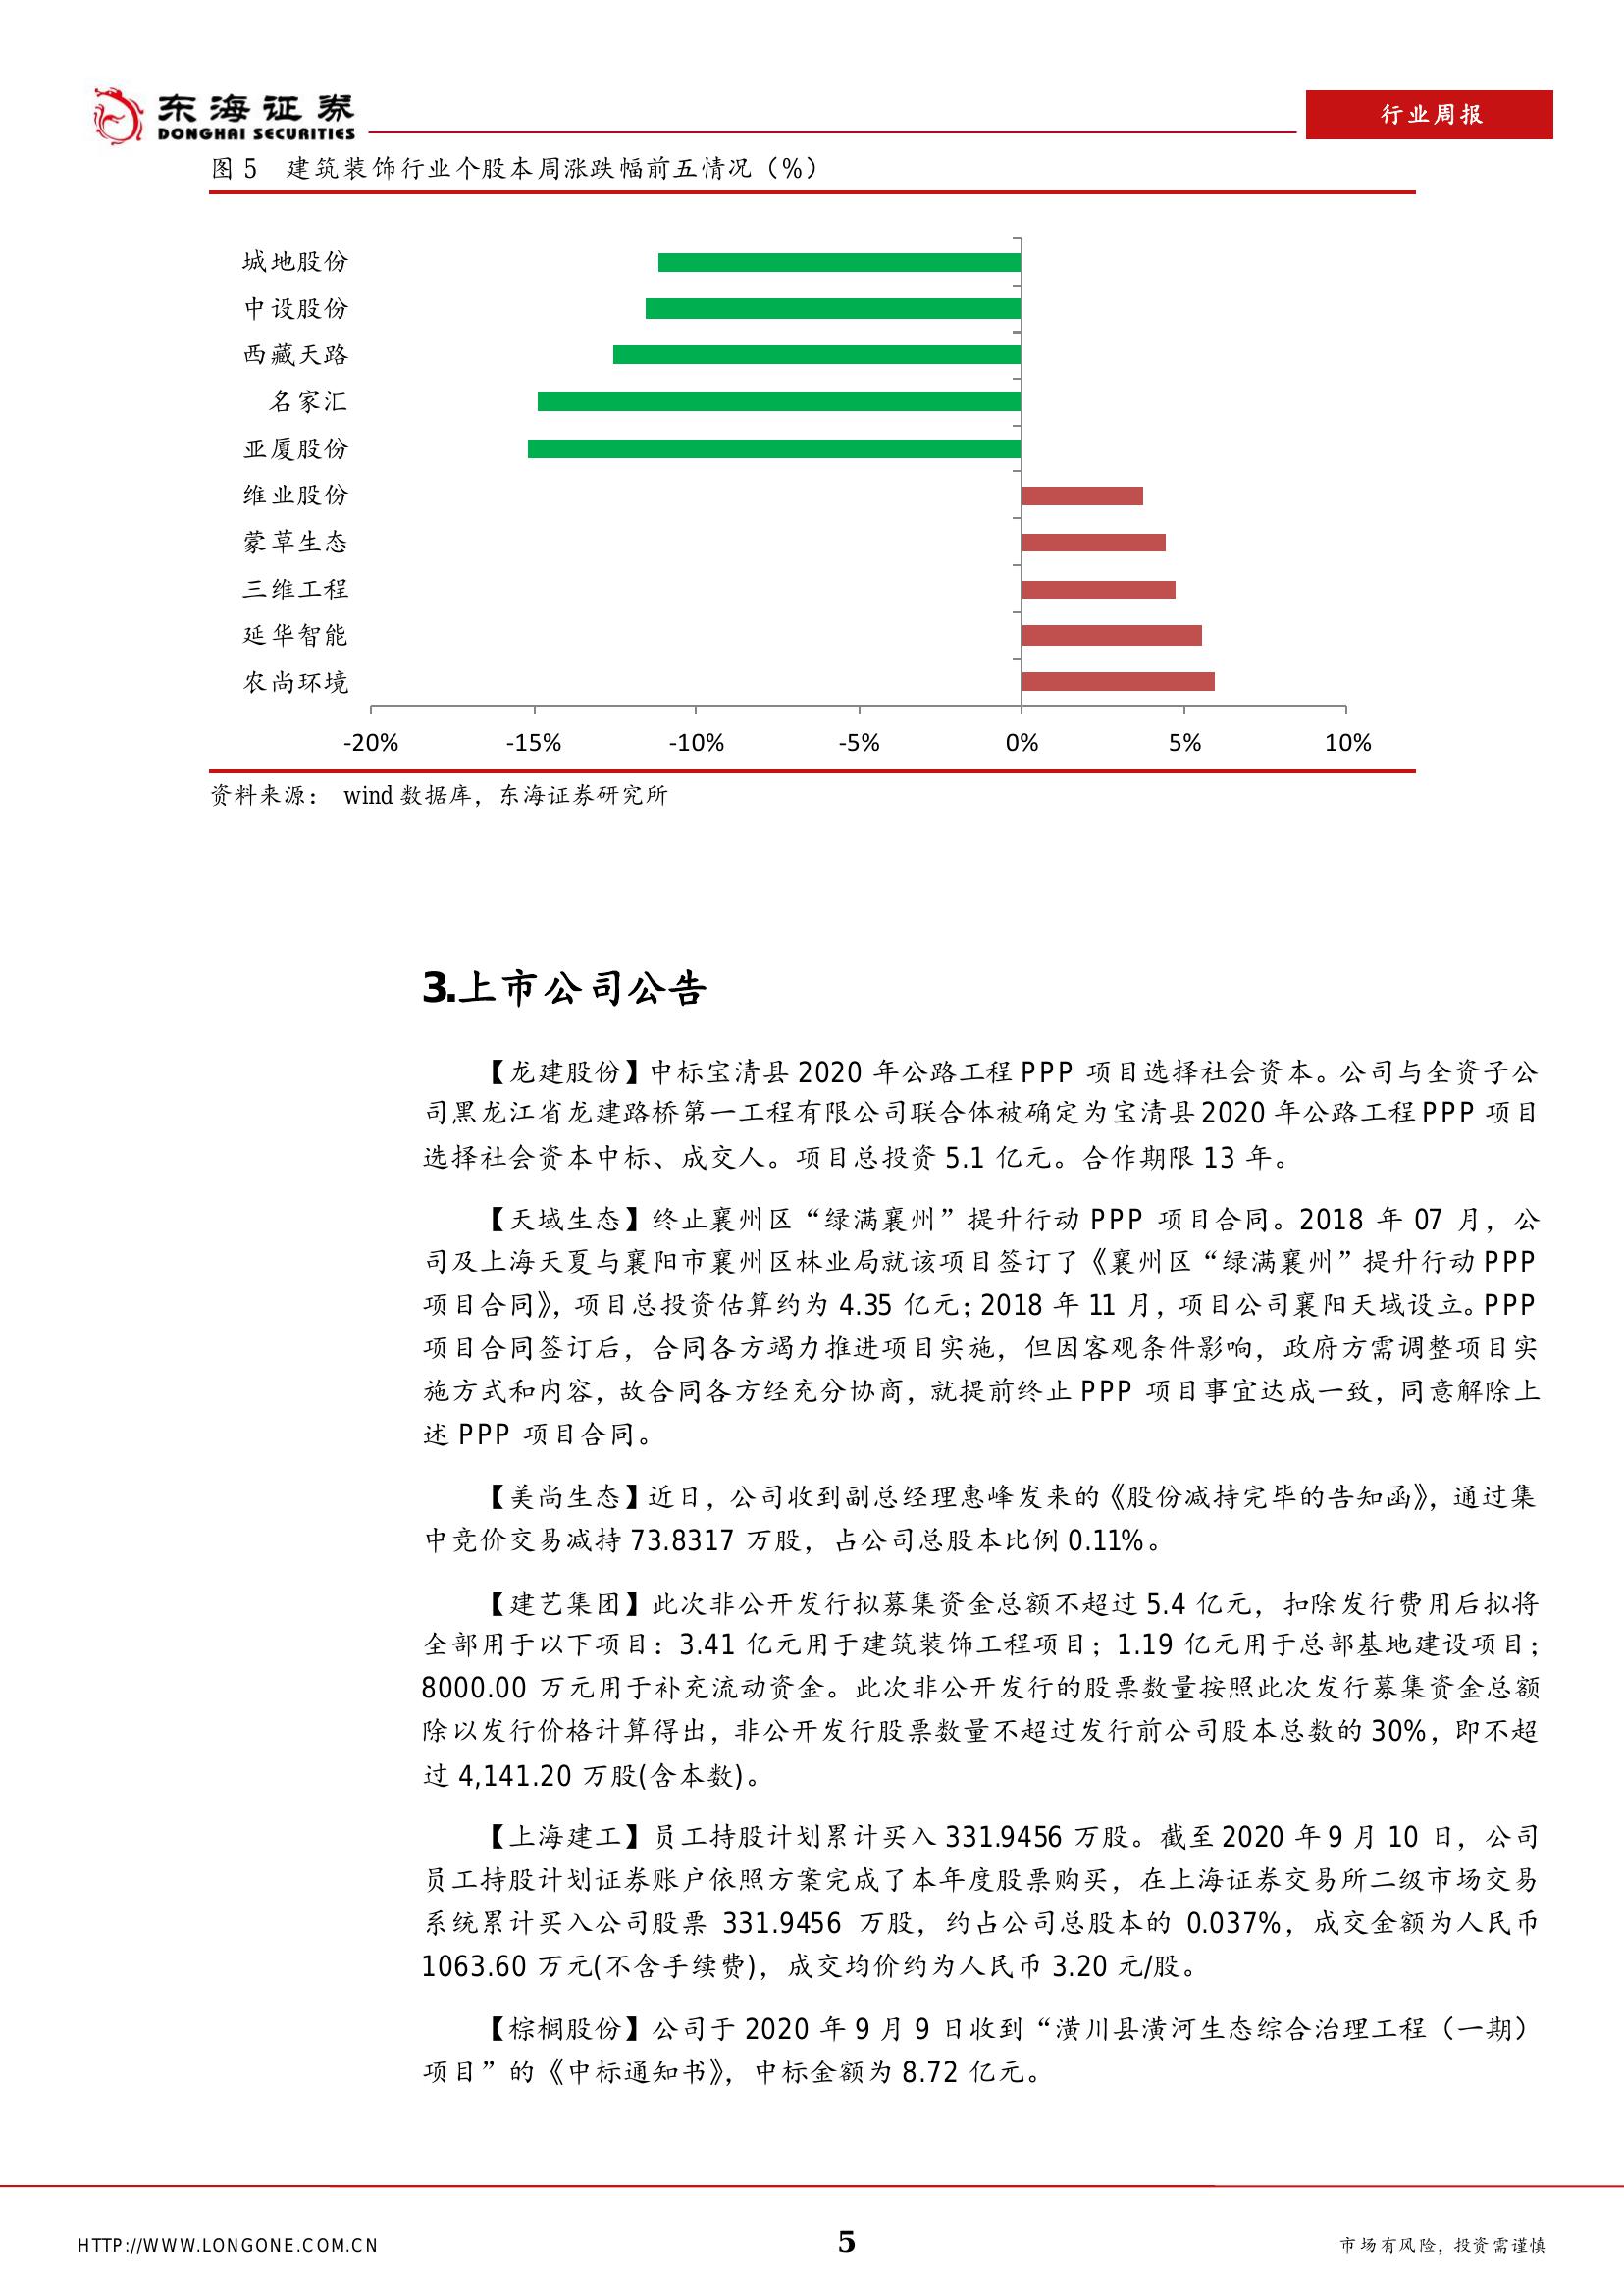 东海证券
DONGHAI SECURITIES
行业周报
图 5 建筑装饰行业个股本周涨跌幅前五情况（%）
城地股份
中设股份
西藏天路
名家汇
亚厦股份
维业股份
蒙草生态
三维工程
延华智能
农尚环境
-20% -15% -10% -5% 0% 5% 10%
资料来源： wind 数据库，东海证券研究所
3.上市公司公告
【龙建股份】中标宝清县 2020 年公路工程 PPP 项目选择社会资本。公司与全资子公
司黑龙江省龙建路桥第一工程有限公司联合体被确定为宝清县 2020 年公路工程 PPP 项目
选择社会资本中标、成交人。项目总投资 5.1 亿元。合作期限 13 年。
【天域生态】终止襄州区“绿满襄州”提升行动 PPP 项目合同。2018 年 07 月，公
司及上海天夏与襄阳市襄州区林业局就该项目签订了《襄州区“绿满襄州”提升行动 PPP
项目合同》，项目总投资估算约为 4.35 亿元；2018 年 11 月，项目公司襄阳天域设立。PPP
项目合同签订后，合同各方竭力推进项目实施，但因客观条件影响，政府方需调整项目实
施方式和内容，故合同各方经充分协商，就提前终止 PPP 项目事宜达成一致，同意解除上
述 PPP 项目合同。
【美尚生态】近日，公司收到副总经理惠峰发来的《股份减持完毕的告知函》，通过集
中竞价交易减持 73.8317 万股，占公司总股本比例 0.11%。
【建艺集团】此次非公开发行拟募集资金总额不超过 5.4 亿元，扣除发行费用后拟将
全部用于以下项目：3.41 亿元用于建筑装饰工程项目；1.19 亿元用于总部基地建设项目；
8000.00 万元用于补充流动资金。此次非公开发行的股票数量按照此次发行募集资金总额
除以发行价格计算得出，非公开发行股票数量不超过发行前公司股本总数的 30%，即不超
过 4,141.20 万股(含本数)。
【上海建工】员工持股计划累计买入 331.9456 万股。截至 2020 年 9 月 10 日，公司
员工持股计划证券账户依照方案完成了本年度股票购买，在上海证券交易所二级市场交易
系统累计买入公司股票 331.9456 万股，约占公司总股本的 0.037%，成交金额为人民币
1063.60 万元(不含手续费)，成交均价约为人民币 3.20 元/股。
【棕榈股份】公司于 2020 年 9 月 9 日收到“潢川县潢河生态综合治理工程（一期）
项目”的《中标通知书》，中标金额为 8.72 亿元。
HTTP://WWW.LONGONE.COM.CN
5
市场有风险，投资需谨慎